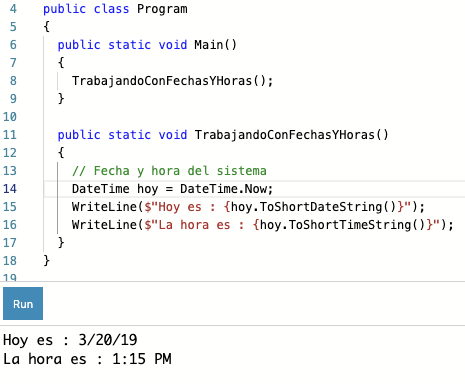 4 public class Program
5 {
6 public static void Main()
7 {
8 TrabajandoConFechasYHoras();
9 }
10
11 public static void TrabajandoConFechasYHoras()
12 {
13 // Fecha y hora del sistema
14 DateTime hoy = DateTime.Now;
15 WriteLine($"Hoy es : {hoy.ToShortDateString()}");
16 WriteLine($"La hora es : {hoy.ToShortTimeString()}");
17 }
18 }
19
Run
Hoy es : 3/20/19
La hora es : 1:15 PM